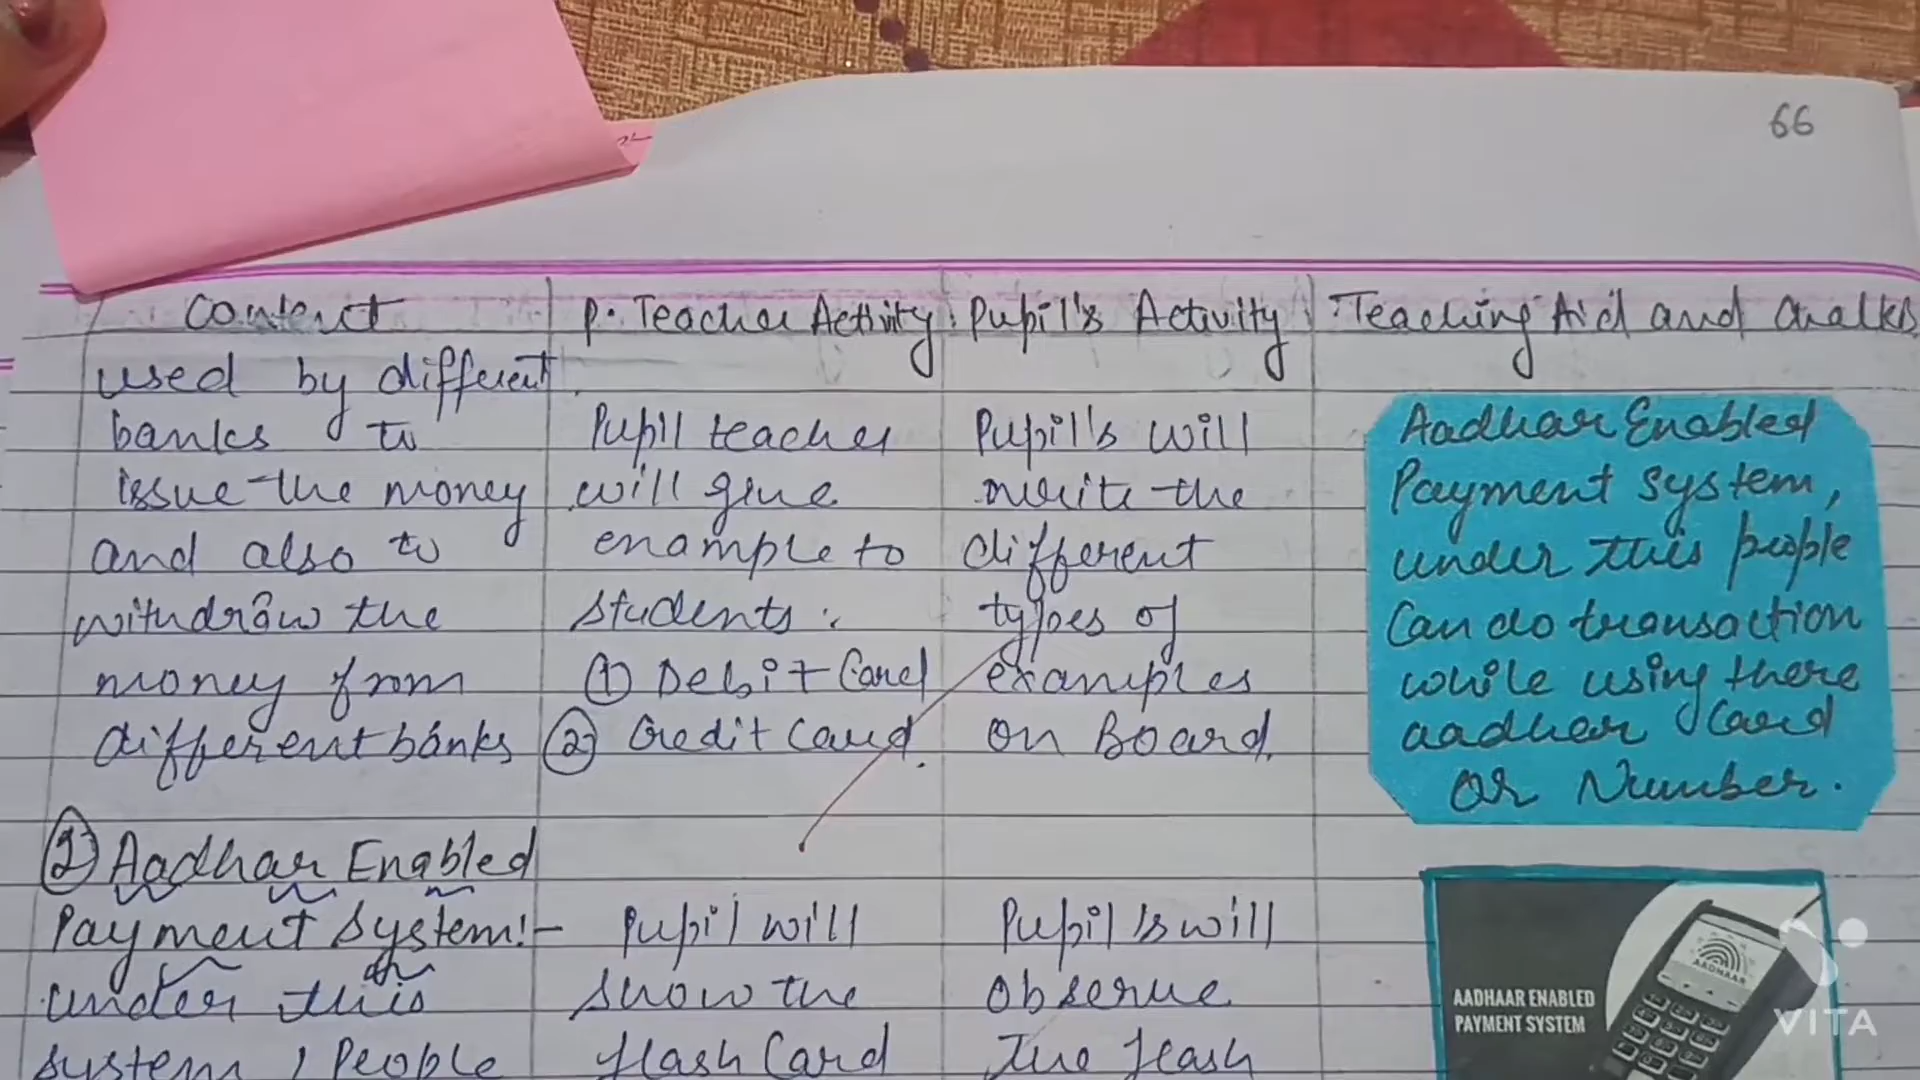 66
Content
P. Teacher Activity
Pupil's Activity
Teaching Aid and Chalks
used by different
banks to
issue the money
and also to
withdraw the
money from
different banks
② Aadhar Enabled
Payment System:-
under this
system, People
Pupil teacher
will give
example to
students:
① Debit Card
② Credit Card.
Pupil will
show the
flash Card
Pupil's will
write the
different
types of
examples
on Board.
Pupil's will
observe
The flash
Aadhar Enabled
Payment system,
under this people
Can do transaction
while using there
aadhar Card
or Number.
AADHAAR ENABLED
PAYMENT SYSTEM
AADHAAR
VITA